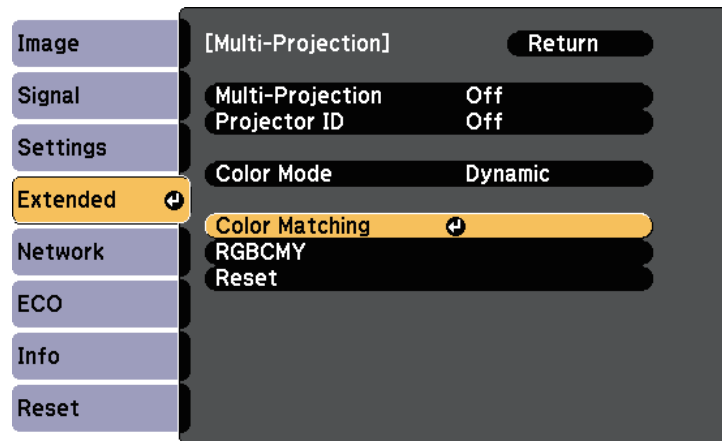 Image
Signal
Settings
Extended
Network
ECO
Info
Reset
[Multi-Projection] Return
Multi-Projection Off
Projector ID Off
Color Mode Dynamic
Color Matching
RGBCMY
Reset